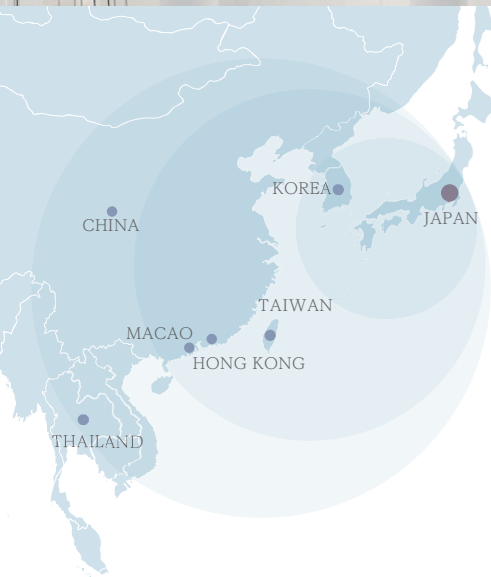 KOREA
JAPAN
CHINA
TAIWAN
MACAO
HONG KONG
THAILAND